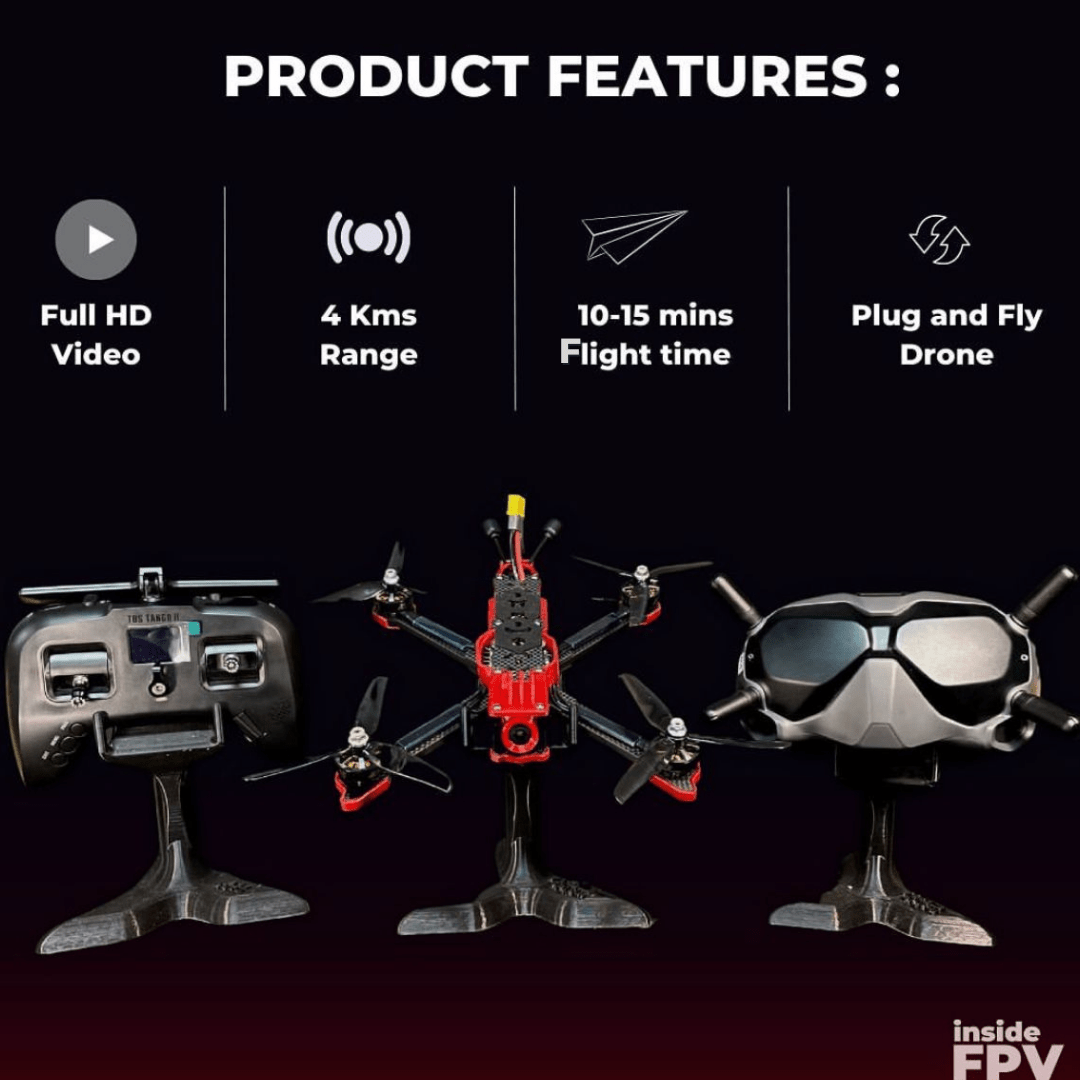 PRODUCT FEATURES :
Full HD
Video
4 Kms
Range
10-15 mins
Flight time
Plug and Fly
Drone
TBS TANGO II
inside
FPV